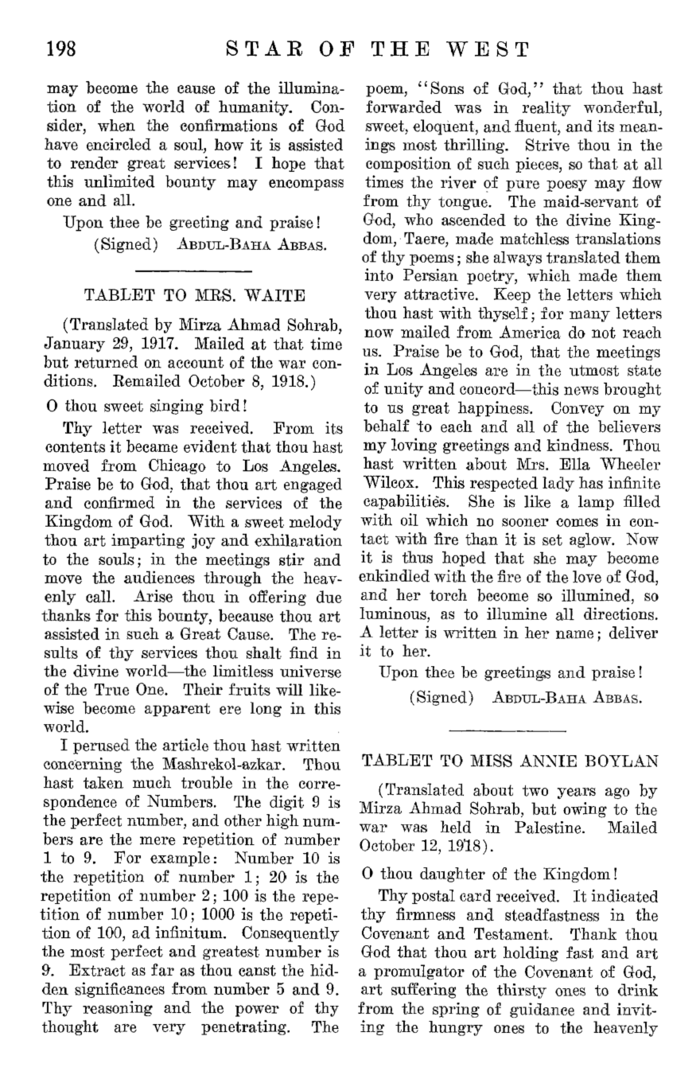 198 STAR OF THE WEST
may become the cause of the illumina-
tion of the world of humanity. Con-
sider, when the confirmations of God
have encircled a soul, how it is assisted
to render great services! I hope that
this unlimited bounty may encompass
one and all.
Upon thee be greeting and praise!
(Signed) ABDUL-BAHA ABBAS.
TABLET TO MRS. WAITE
(Translated by Mirza Ahmad Sohrab,
January 29, 1917. Mailed at that time
but returned on account of the war con-
ditions. Remailed October 8, 1918.)
O thou sweet singing bird!
Thy letter was received. From its
contents it became evident that thou hast
moved from Chicago to Los Angeles.
Praise be to God, that thou art engaged
and confirmed in the services of the
Kingdom of God. With a sweet melody
thou art imparting joy and exhilaration
to the souls; in the meetings stir and
move the audiences through the heav-
enly call. Arise thou in offering due
thanks for this bounty, because thou art
assisted in such a Great Cause. The re-
sults of thy services thou shalt find in
the divine world—the limitless universe
of the True One. Their fruits will like-
wise become apparent ere long in this
world.
I perused the article thou hast written
concerning the Mashrekol-azkar. Thou
hast taken much trouble in the corre-
spondence of Numbers. The digit 9 is
the perfect number, and other high num-
bers are the mere repetition of number
1 to 9. For example: Number 10 is
the repetition of number 1; 20 is the
repetition of number 2; 100 is the repe-
tition of number 10; 1000 is the repeti-
tion of 100, ad infinitum. Consequently
the most perfect and greatest number is
9. Extract as far as thou canst the hid-
den significances from number 5 and 9.
Thy reasoning and the power of thy
thought are very penetrating. The
poem, "Sons of God," that thou hast
forwarded was in reality wonderful,
sweet, eloquent, and fluent, and its mean-
ings most thrilling. Strive thou in the
composition of such pieces, so that at all
times the river of pure poesy may flow
from thy tongue. The maid-servant of
God, who ascended to the divine King-
dom, Taere, made matchless translations
of thy poems; she always translated them
into Persian poetry, which made them
very attractive. Keep the letters which
thou hast with thyself; for many letters
now mailed from America do not reach
us. Praise be to God, that the meetings
in Los Angeles are in the utmost state
of unity and concord—this news brought
to us great happiness. Convey on my
behalf to each and all of the believers
my loving greetings and kindness. Thou
hast written about Mrs. Ella Wheeler
Wilcox. This respected lady has infinite
capabilities. She is like a lamp filled
with oil which no sooner comes in con-
tact with fire than it is set aglow. Now
it is thus hoped that she may become
enkindled with the fire of the love of God,
and her torch become so illumined, so
luminous, as to illumine all directions.
A letter is written in her name; deliver
it to her.
Upon thee be greetings and praise!
(Signed) ABDUL-BAHA ABBAS.
TABLET TO MISS ANNIE BOYLAN
(Translated about two years ago by
Mirza Ahmad Sohrab, but owing to the
war was held in Palestine. Mailed
October 12, 1918).
O thou daughter of the Kingdom!
Thy postal card received. It indicated
thy firmness and steadfastness in the
Covenant and Testament. Thank thou
God that thou art holding fast and art
a promulgator of the Covenant of God,
art suffering the thirsty ones to drink
from the spring of guidance and invit-
ing the hungry ones to the heavenly